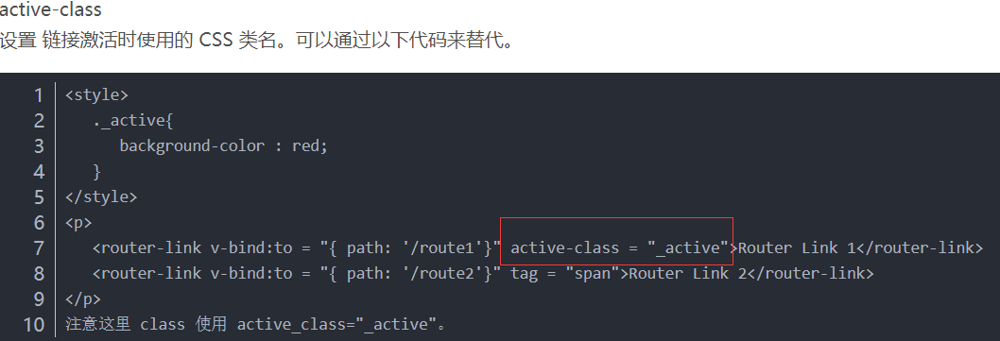 active-class
设置 链接激活时使用的 CSS 类名。可以通过以下代码来替代。
1 <style>
2 ._active{
3 background-color : red;
4 }
5 </style>
6 <p>
7 <router-link v-bind:to = "{ path: '/route1'}" active-class = "_active">Router Link 1</router-link>
8 <router-link v-bind:to = "{ path: '/route2'}" tag = "span">Router Link 2</router-link>
9 </p>
10 注意这里 class 使用 active_class="_active"。